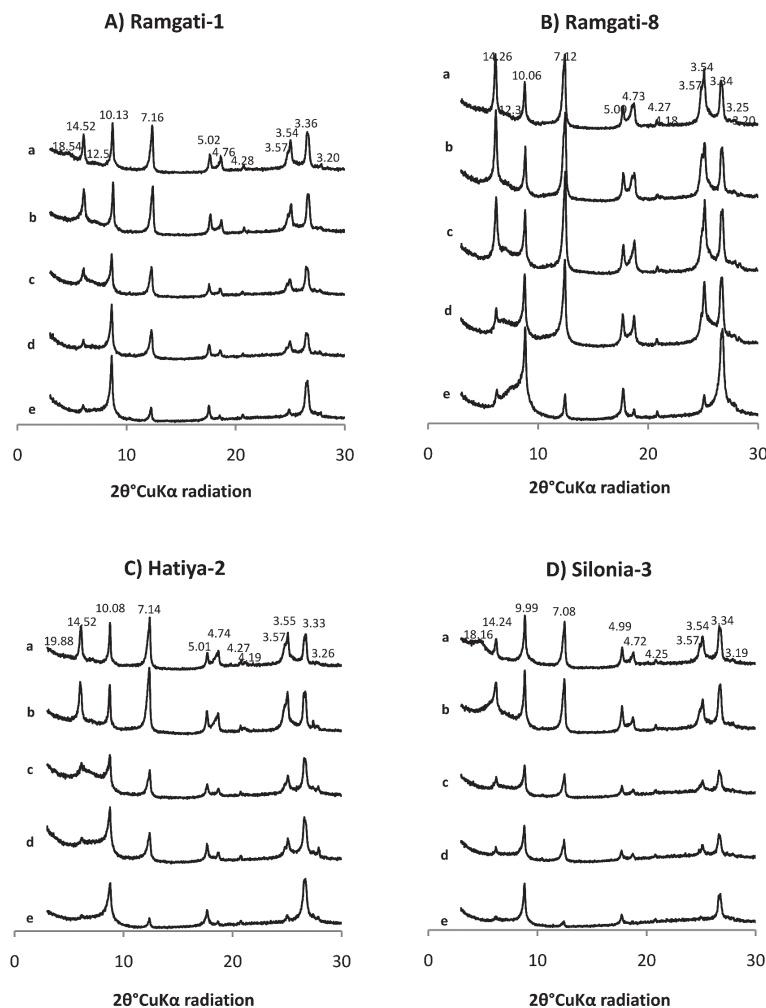 A) Ramgati-1
18.54 14.52 12.5 10.13 7.16 5.02 4.76 4.28 3.57 3.54 3.36 3.20
a
b
c
d
e
0 10 20 30
2θ°CuKα radiation
B) Ramgati-8
14.26 12.3 10.06 7.12 5.00 4.73 4.27 4.18 3.57 3.54 3.34 3.25 3.20
a
b
c
d
e
0 10 20 30
2θ°CuKα radiation
C) Hatiya-2
19.88 14.52 10.08 7.14 5.01 4.74 4.27 4.19 3.57 3.55 3.33 3.26
a
b
c
d
e
0 10 20 30
2θ°CuKα radiation
D) Silonia-3
18.16 14.24 9.99 7.08 4.99 4.72 4.25 3.57 3.54 3.34 3.19
a
b
c
d
e
0 10 20 30
2θ°CuKα radiation